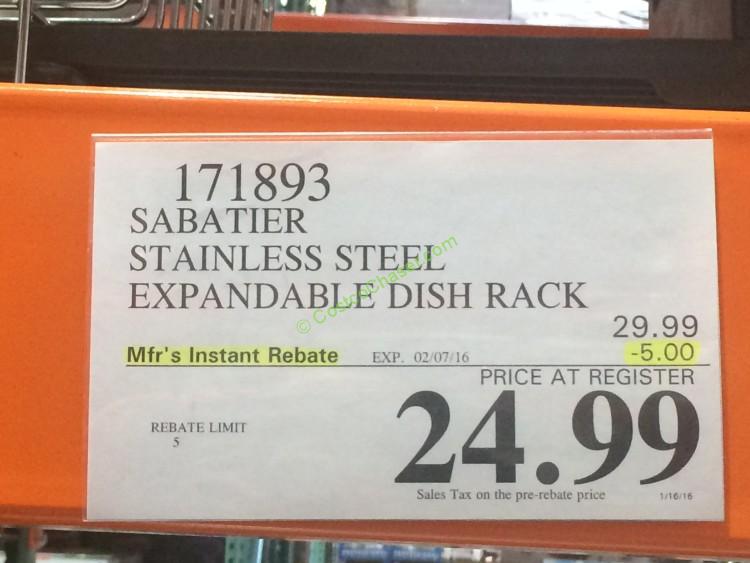 171893
SABATIER
STAINLESS STEEL
EXPANDABLE DISH RACK
© CostcoChaser.com
29.99
Mfr's Instant Rebate EXP. 02/07/16 -5.00
PRICE AT REGISTER
REBATE LIMIT
5
24.99
Sales Tax on the pre-rebate price 1/16/16